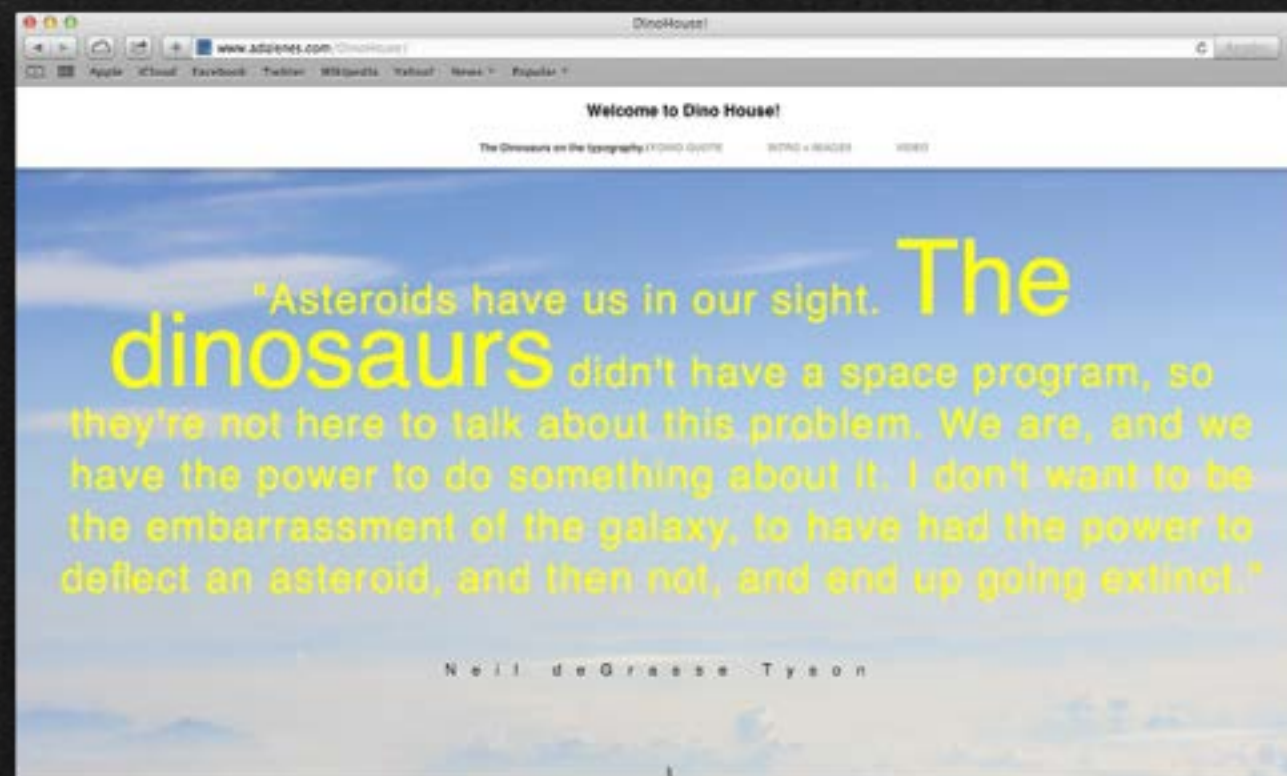 DinoHouse!
Apple iCloud Facebook Twitter Wikipedia Yahoo! News Popular
Welcome to Dino House!
The Dinosaurs on the typography QUOTE INTRO + IMAGES VIDEO
"Asteroids have us in our sight. The
dinosaurs didn't have a space program, so
they're not here to talk about this problem. We are, and we
have the power to do something about it. I don't want to be
the embarrassment of the galaxy, to have had the power to
deflect an asteroid, and then not, and end up going extinct."
Neil deGrasse Tyson